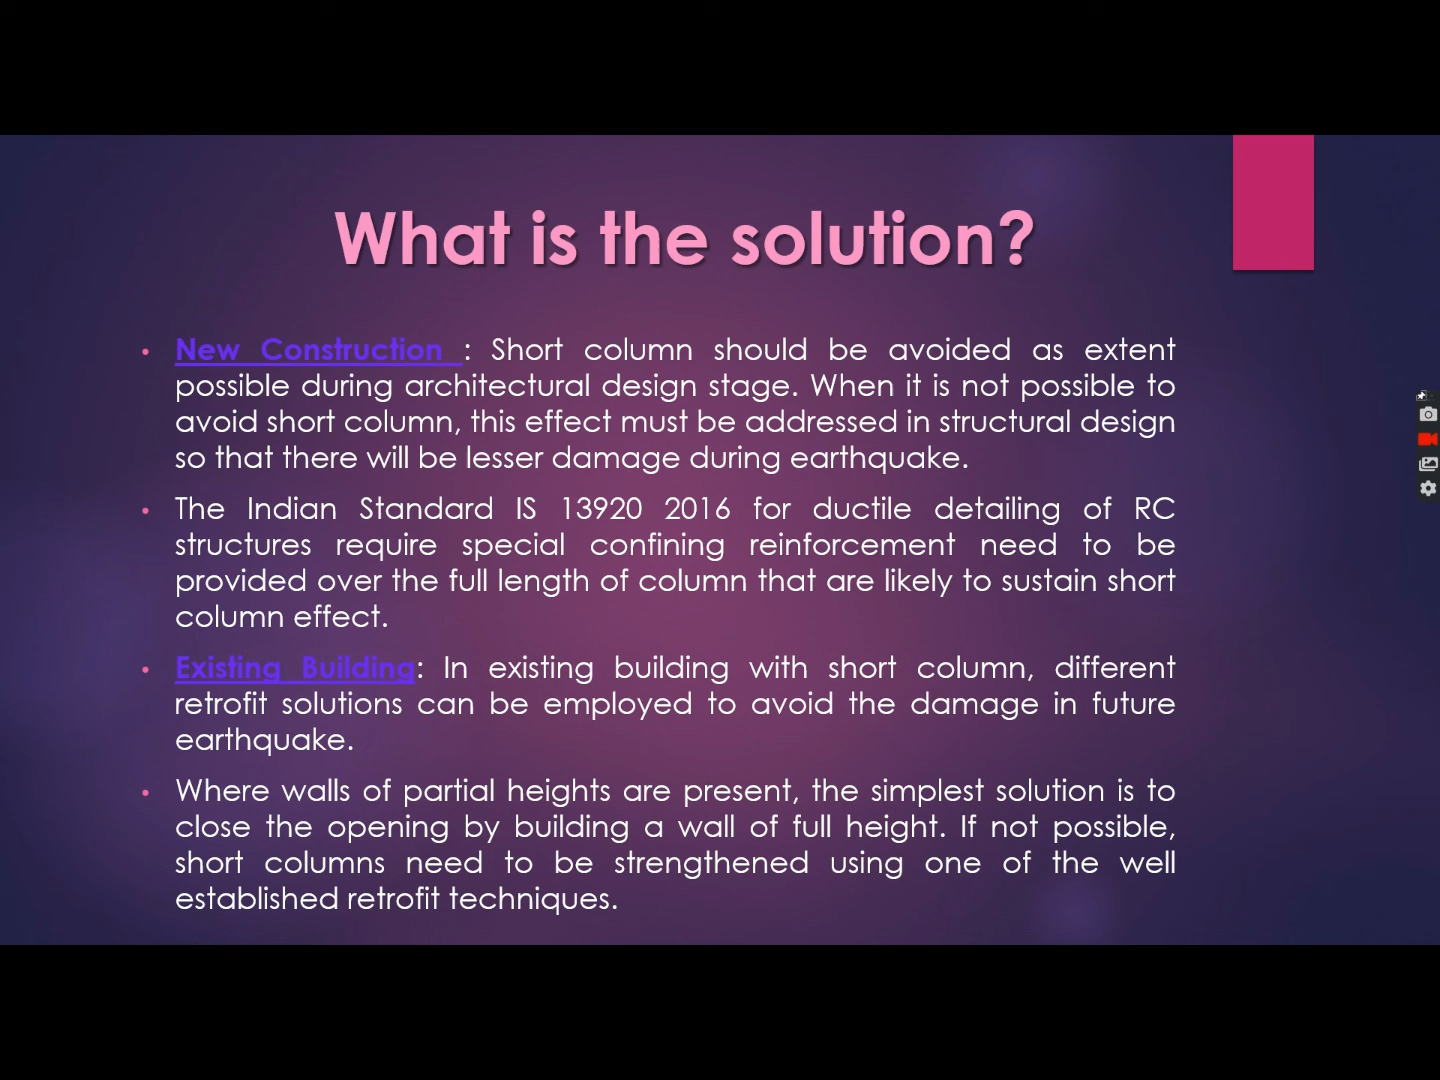 What is the solution?
• New Construction : Short column should be avoided as extent
possible during architectural design stage. When it is not possible to
avoid short column, this effect must be addressed in structural design
so that there will be lesser damage during earthquake.
• The Indian Standard IS 13920 2016 for ductile detailing of RC
structures require special confining reinforcement need to be
provided over the full length of column that are likely to sustain short
column effect.
• Existing Building: In existing building with short column, different
retrofit solutions can be employed to avoid the damage in future
earthquake.
• Where walls of partial heights are present, the simplest solution is to
close the opening by building a wall of full height. If not possible,
short columns need to be strengthened using one of the well
established retrofit techniques.